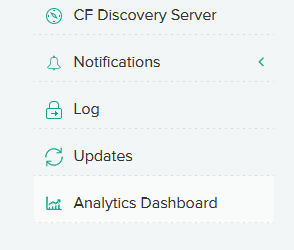 CF Discovery Server
Notifications
Log
Updates
Analytics Dashboard